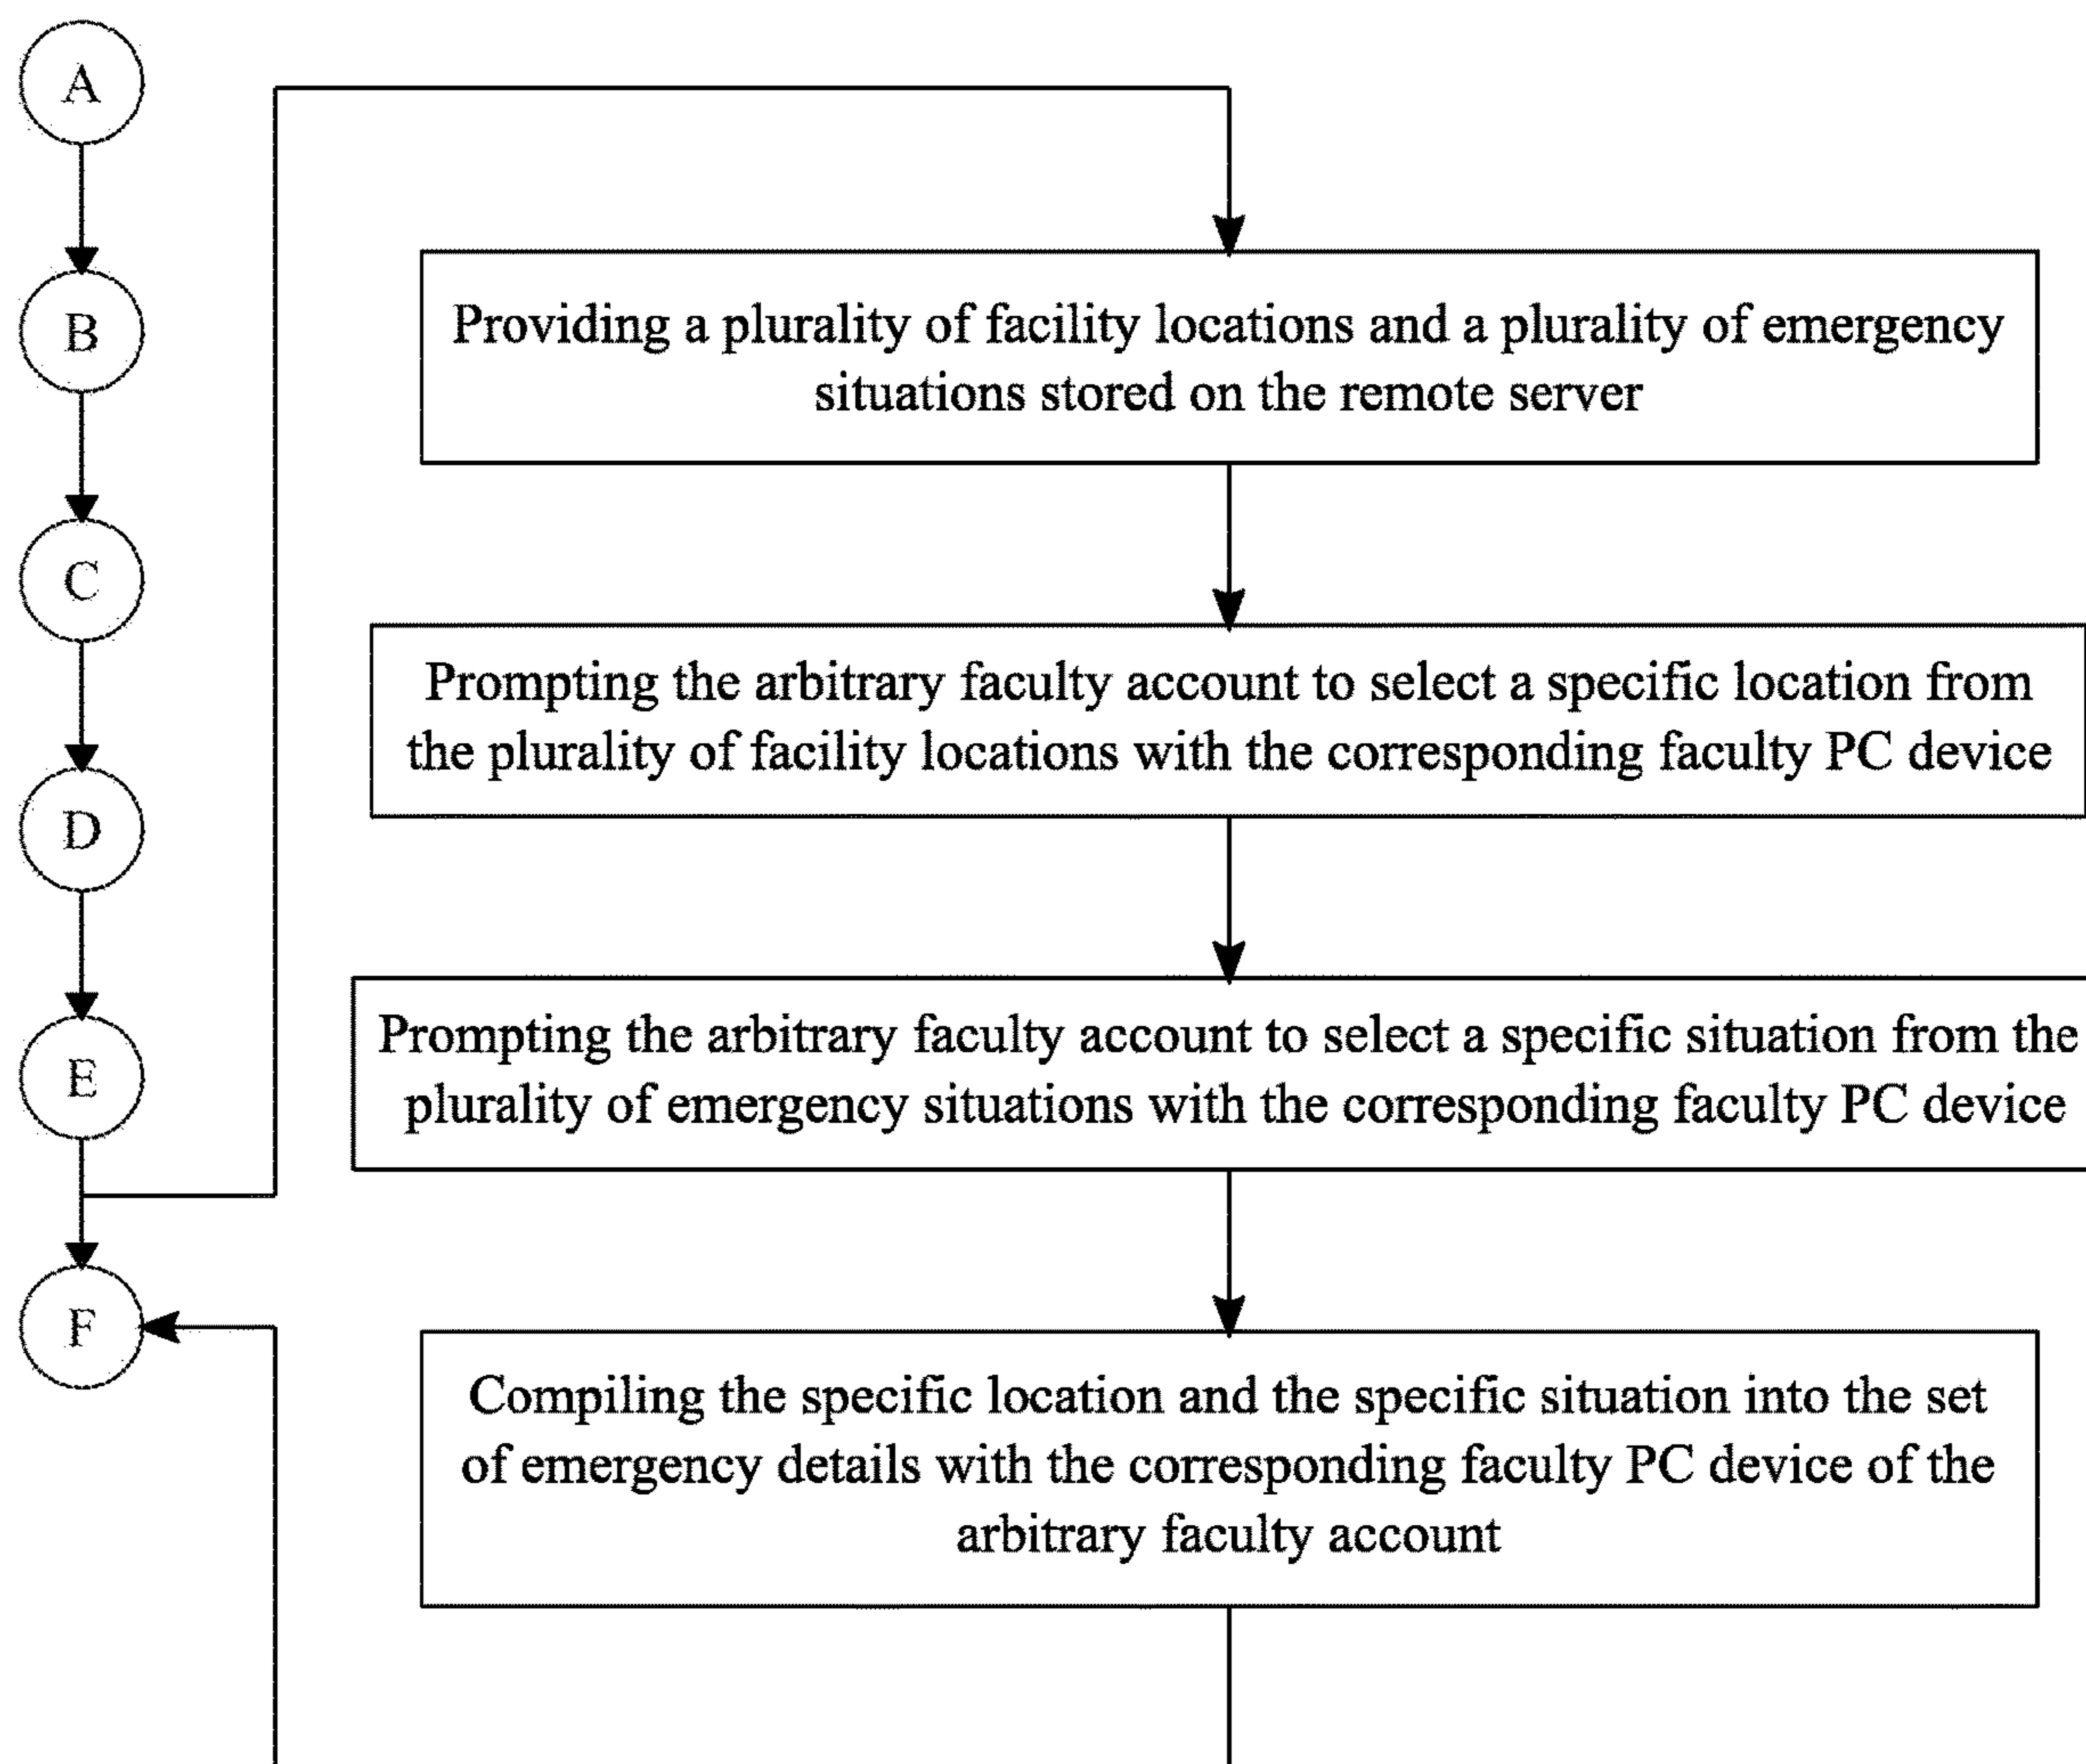 A
B
C
D
E
F
Providing a plurality of facility locations and a plurality of emergency
situations stored on the remote server
Prompting the arbitrary faculty account to select a specific location from
the plurality of facility locations with the corresponding faculty PC device
Prompting the arbitrary faculty account to select a specific situation from the
plurality of emergency situations with the corresponding faculty PC device
Compiling the specific location and the specific situation into the set
of emergency details with the corresponding faculty PC device of the
arbitrary faculty account